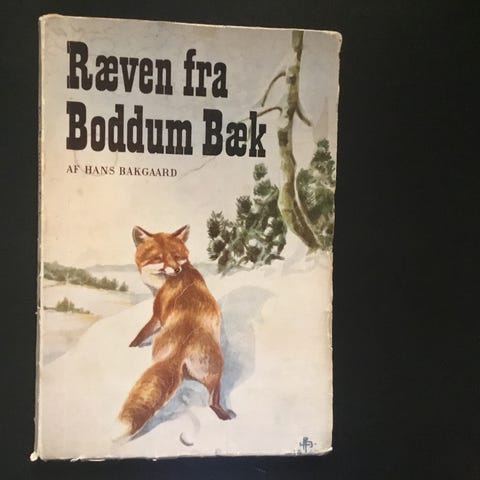 Ræven fra
Boddum Bæk
AF HANS BAKGAARD